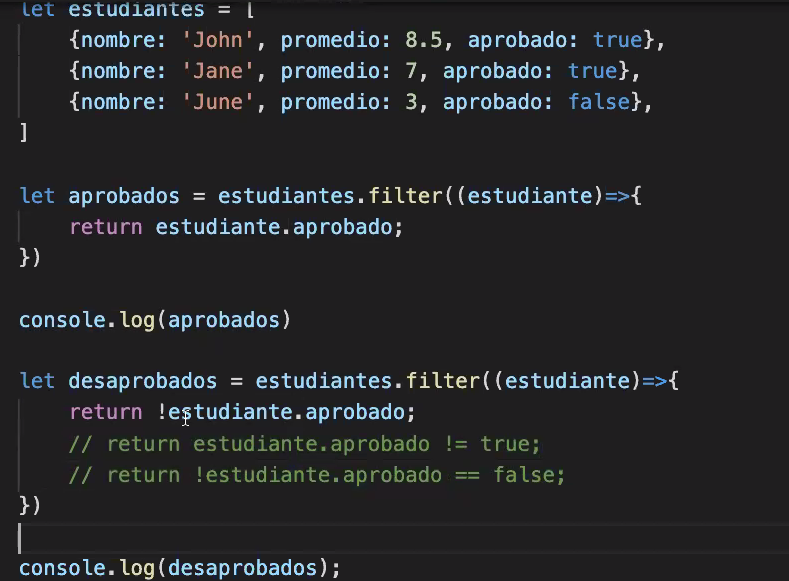 let estudiantes = [
    {nombre: 'John', promedio: 8.5, aprobado: true},
    {nombre: 'Jane', promedio: 7, aprobado: true},
    {nombre: 'June', promedio: 3, aprobado: false},
]
let aprobados = estudiantes.filter((estudiante)=>{
    return estudiante.aprobado;
})
console.log(aprobados)
let desaprobados = estudiantes.filter((estudiante)=>{
    return !estudiante.aprobado;
    // return estudiante.aprobado != true;
    // return !estudiante.aprobado == false;
})
console.log(desaprobados);